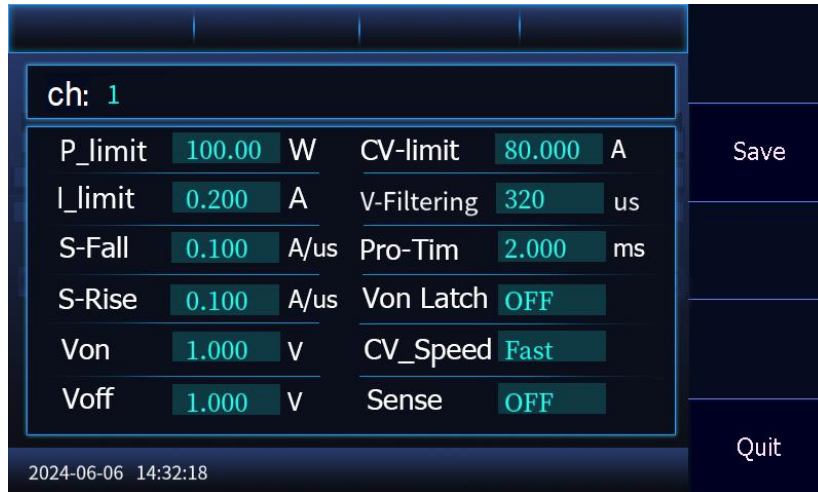 ch: 1
P_limit 100.00 W CV-limit 80.000 A
I_limit 0.200 A V-Filtering 320 us
S-Fall 0.100 A/us Pro-Tim 2.000 ms
S-Rise 0.100 A/us Von Latch OFF
Von 1.000 V CV_Speed Fast
Voff 1.000 V Sense OFF
Save
Quit
2024-06-06 14:32:18